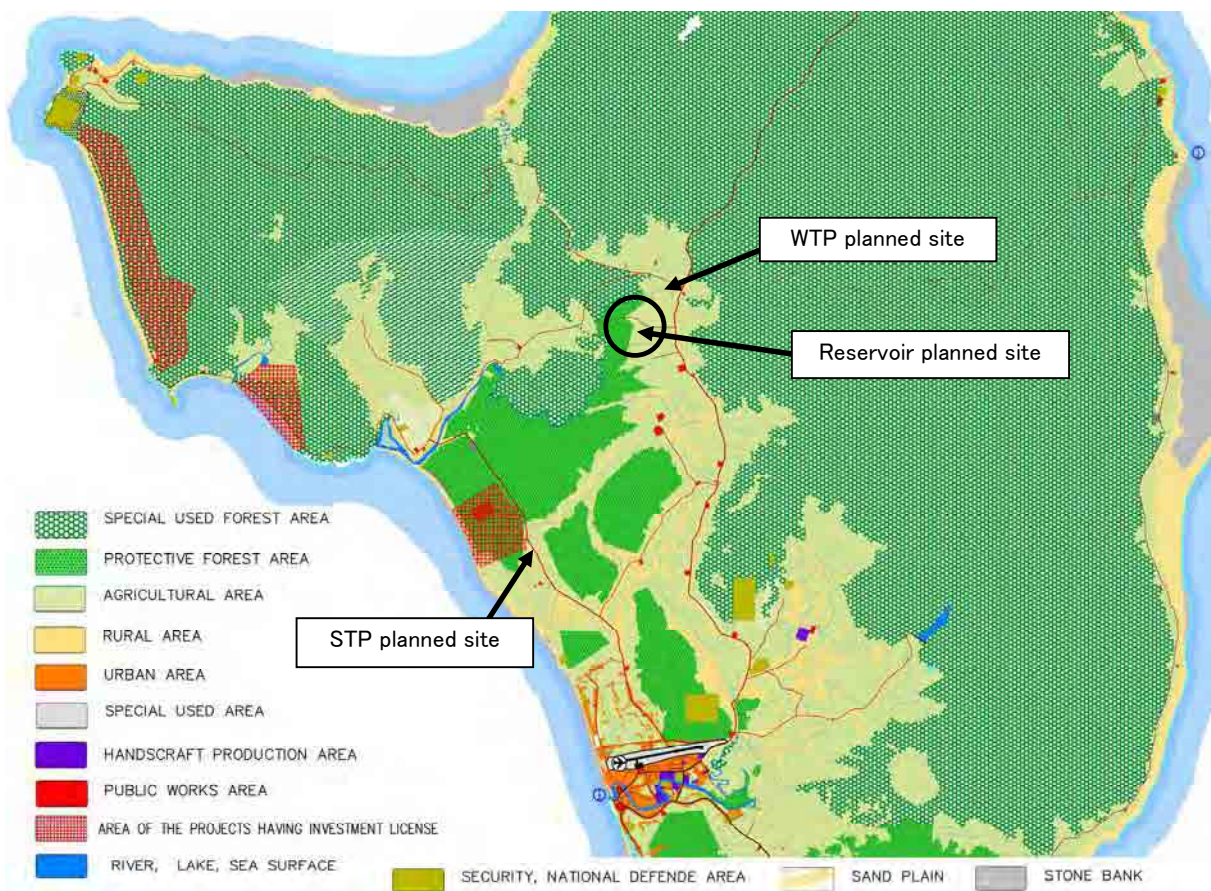 WTP planned site
Reservoir planned site
STP planned site
SPECIAL USED FOREST AREA
PROTECTIVE FOREST AREA
AGRICULTURAL AREA
RURAL AREA
URBAN AREA
SPECIAL USED AREA
HANDSCRAFT PRODUCTION AREA
PUBLIC WORKS AREA
AREA OF THE PROJECTS HAVING INVESTMENT LICENSE
RIVER, LAKE, SEA SURFACE
SECURITY, NATIONAL DEFENDE AREA
SAND PLAIN
STONE BANK